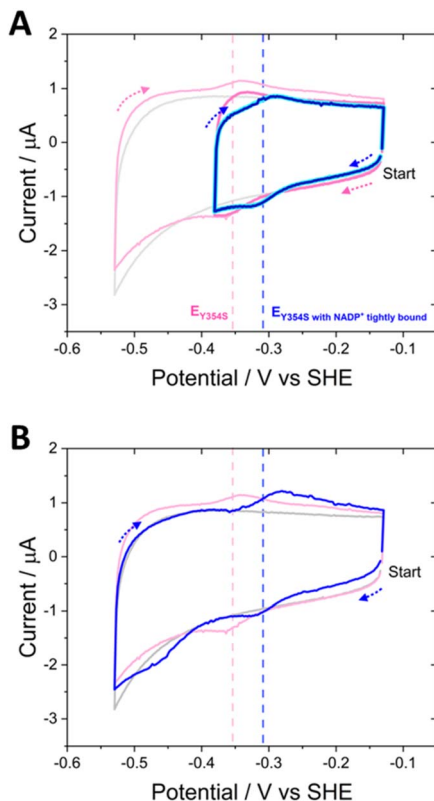 A
2
1
0
-1
-2
-3
Current / µA
Start
E Y354S
E Y354S with NADP+ tightly bound
-0.6 -0.5 -0.4 -0.3 -0.2 -0.1
Potential / V vs SHE
B
2
1
0
-1
-2
-3
Current / µA
Start
-0.6 -0.5 -0.4 -0.3 -0.2 -0.1
Potential / V vs SHE